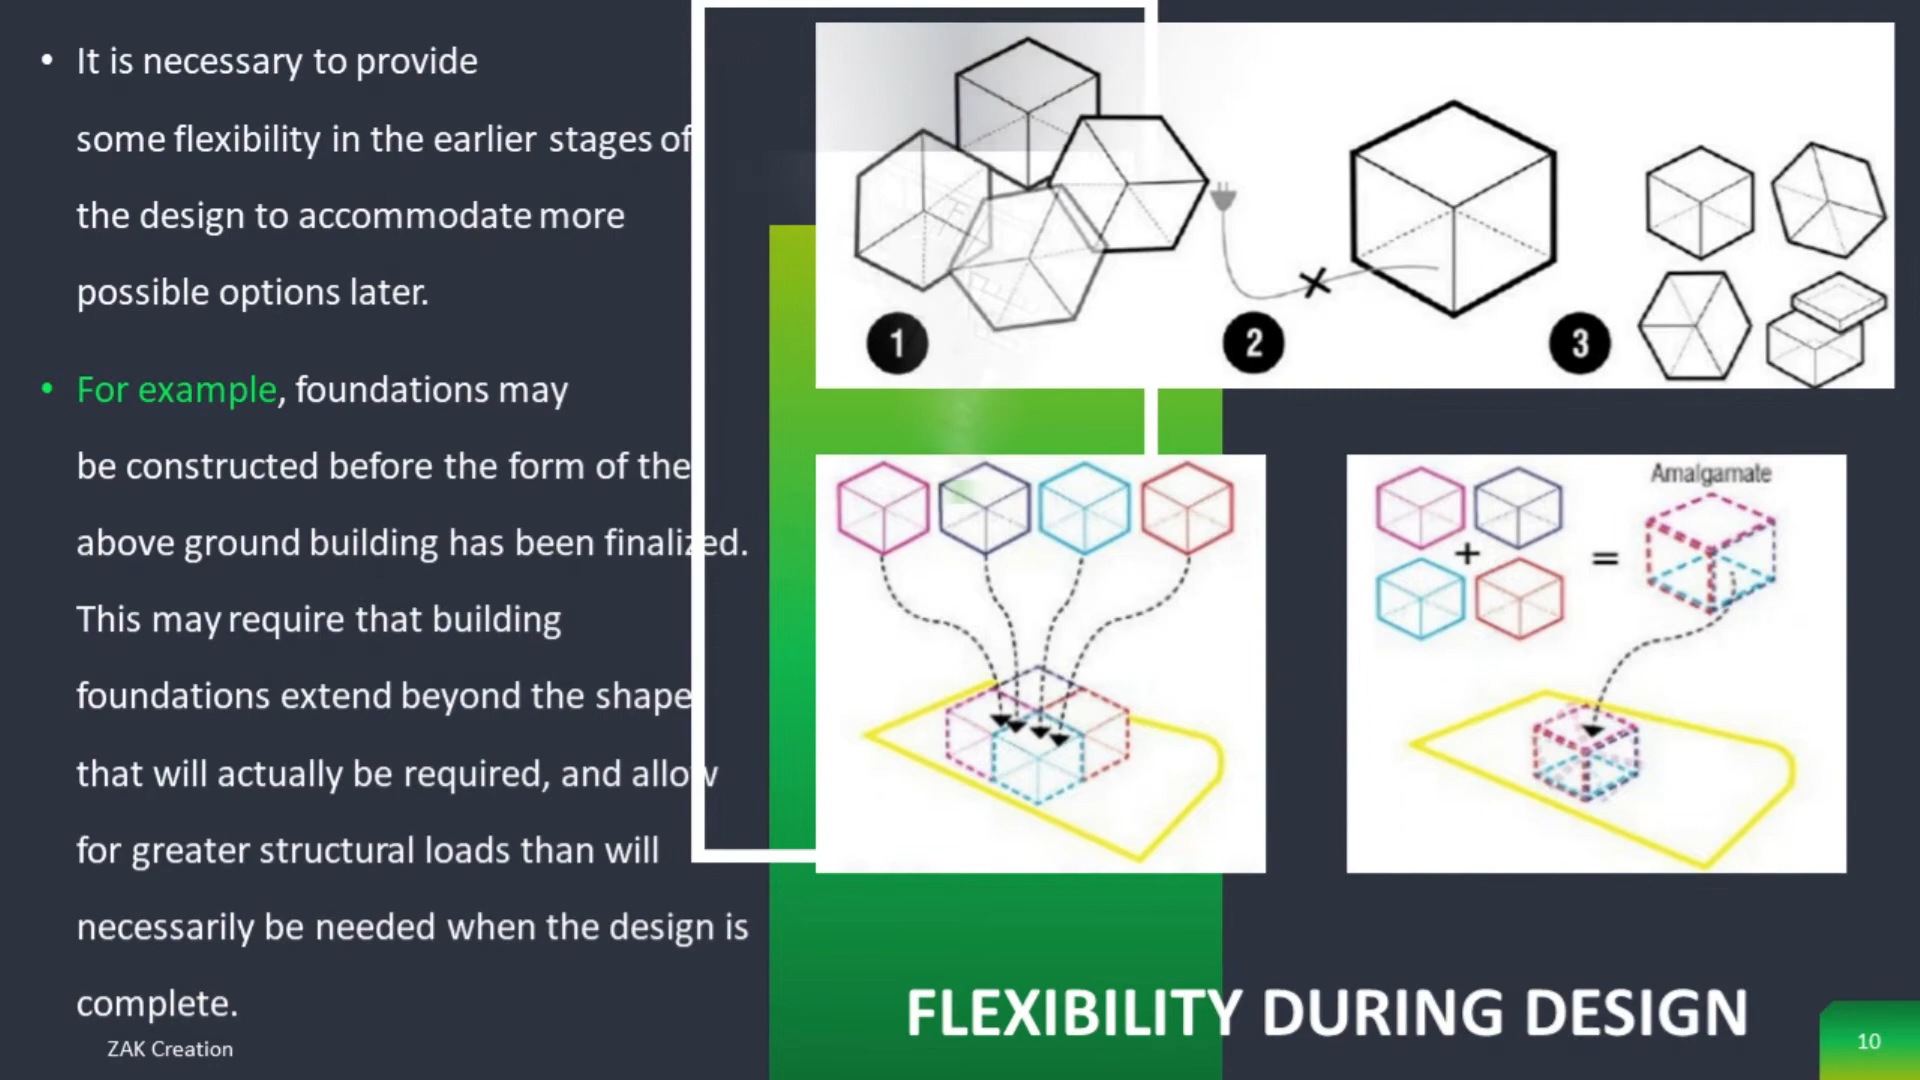 • It is necessary to provide
some flexibility in the earlier stages of
the design to accommodate more
possible options later.
• For example, foundations may
be constructed before the form of the
above ground building has been finalized.
This may require that building
foundations extend beyond the shape
that will actually be required, and allow
for greater structural loads than will
necessarily be needed when the design is
complete.
ZAK Creation
1
2
3
Amalgamate
+
=
FLEXIBILITY DURING DESIGN
10